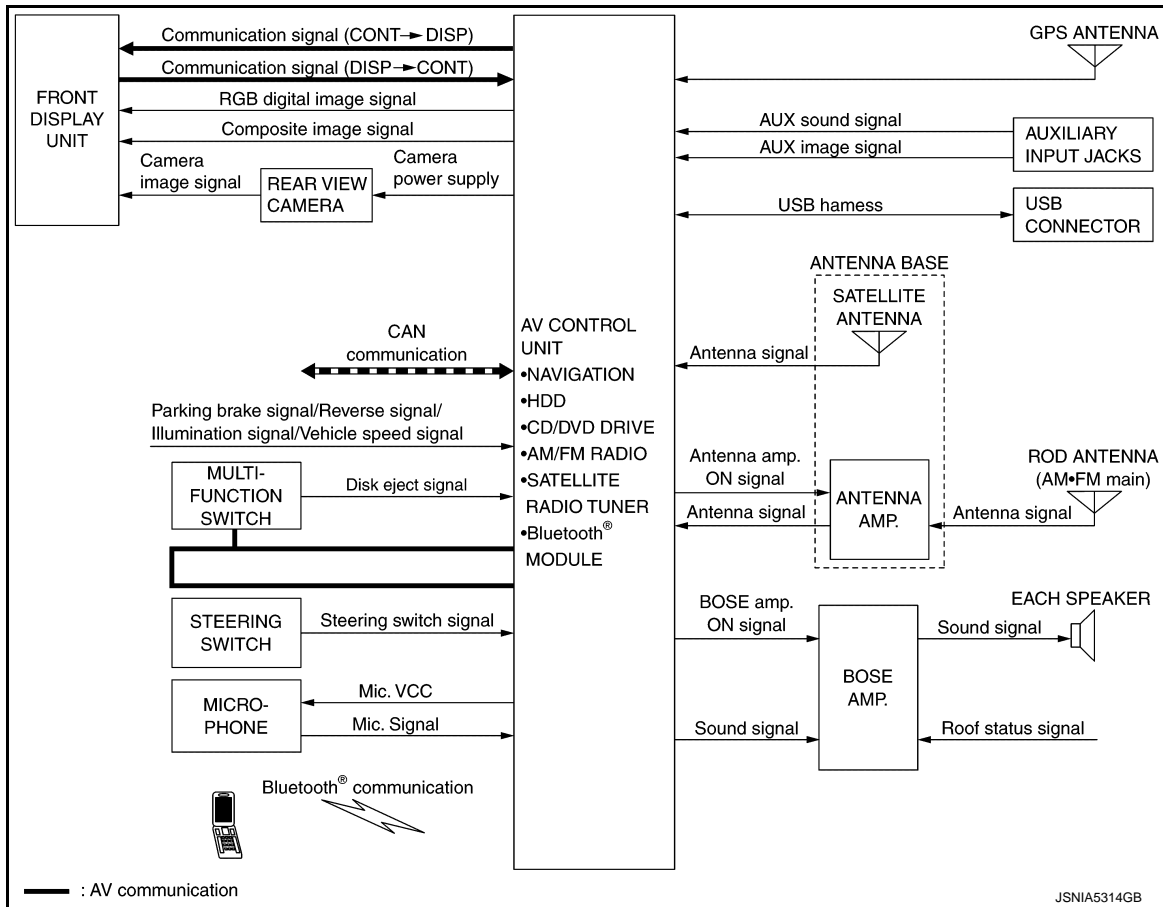 Communication signal (CONT→ DISP)
Communication signal (DISP→CONT)
FRONT
DISPLAY
UNIT
RGB digital image signal
Composite image signal
Camera
image signal
REAR VIEW
CAMERA
Camera
power supply
CAN
communication
Parking brake signal/Reverse signal/
Illumination signal/Vehicle speed signal
MULTI-
FUNCTION
SWITCH
Disk eject signal
STEERING
SWITCH
Steering switch signal
MICRO-
PHONE
Mic. VCC
Mic. Signal
Bluetooth® communication
AV CONTROL
UNIT
•NAVIGATION
•HDD
•CD/DVD DRIVE
•AM/FM RADIO
•SATELLITE
RADIO TUNER
•Bluetooth®
MODULE
GPS ANTENNA
AUX sound signal
AUX image signal
AUXILIARY
INPUT JACKS
USB harness
USB
CONNECTOR
ANTENNA BASE
SATELLITE
ANTENNA
Antenna signal
Antenna amp.
ON signal
Antenna signal
ANTENNA
AMP.
ROD ANTENNA
(AM•FM main)
Antenna signal
BOSE amp.
ON signal
Sound signal
BOSE
AMP.
EACH SPEAKER
Sound signal
Roof status signal
: AV communication
JSNIA5314GB